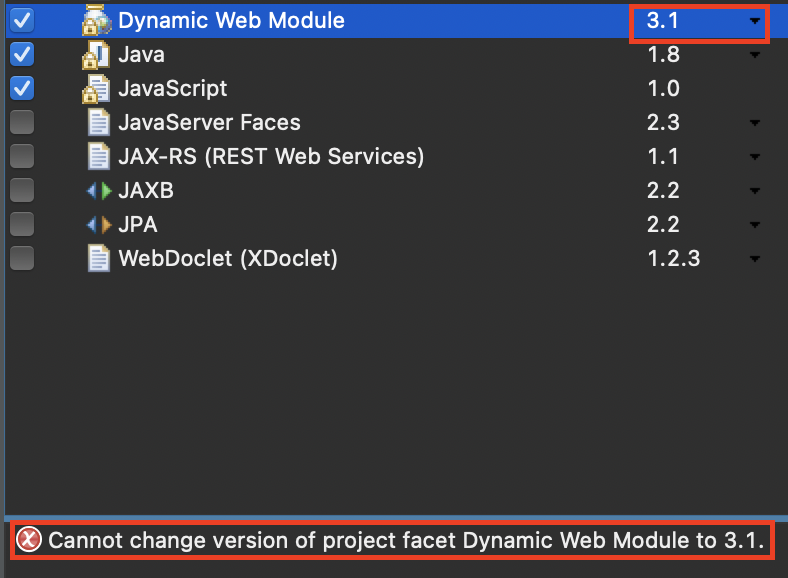 Dynamic Web Module 3.1
Java 1.8
JavaScript 1.0
JavaServer Faces 2.3
JAX-RS (REST Web Services) 1.1
JAXB 2.2
JPA 2.2
WebDoclet (XDoclet) 1.2.3
Cannot change version of project facet Dynamic Web Module to 3.1.